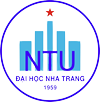 NTU
ĐẠI HỌC NHA TRANG
1959